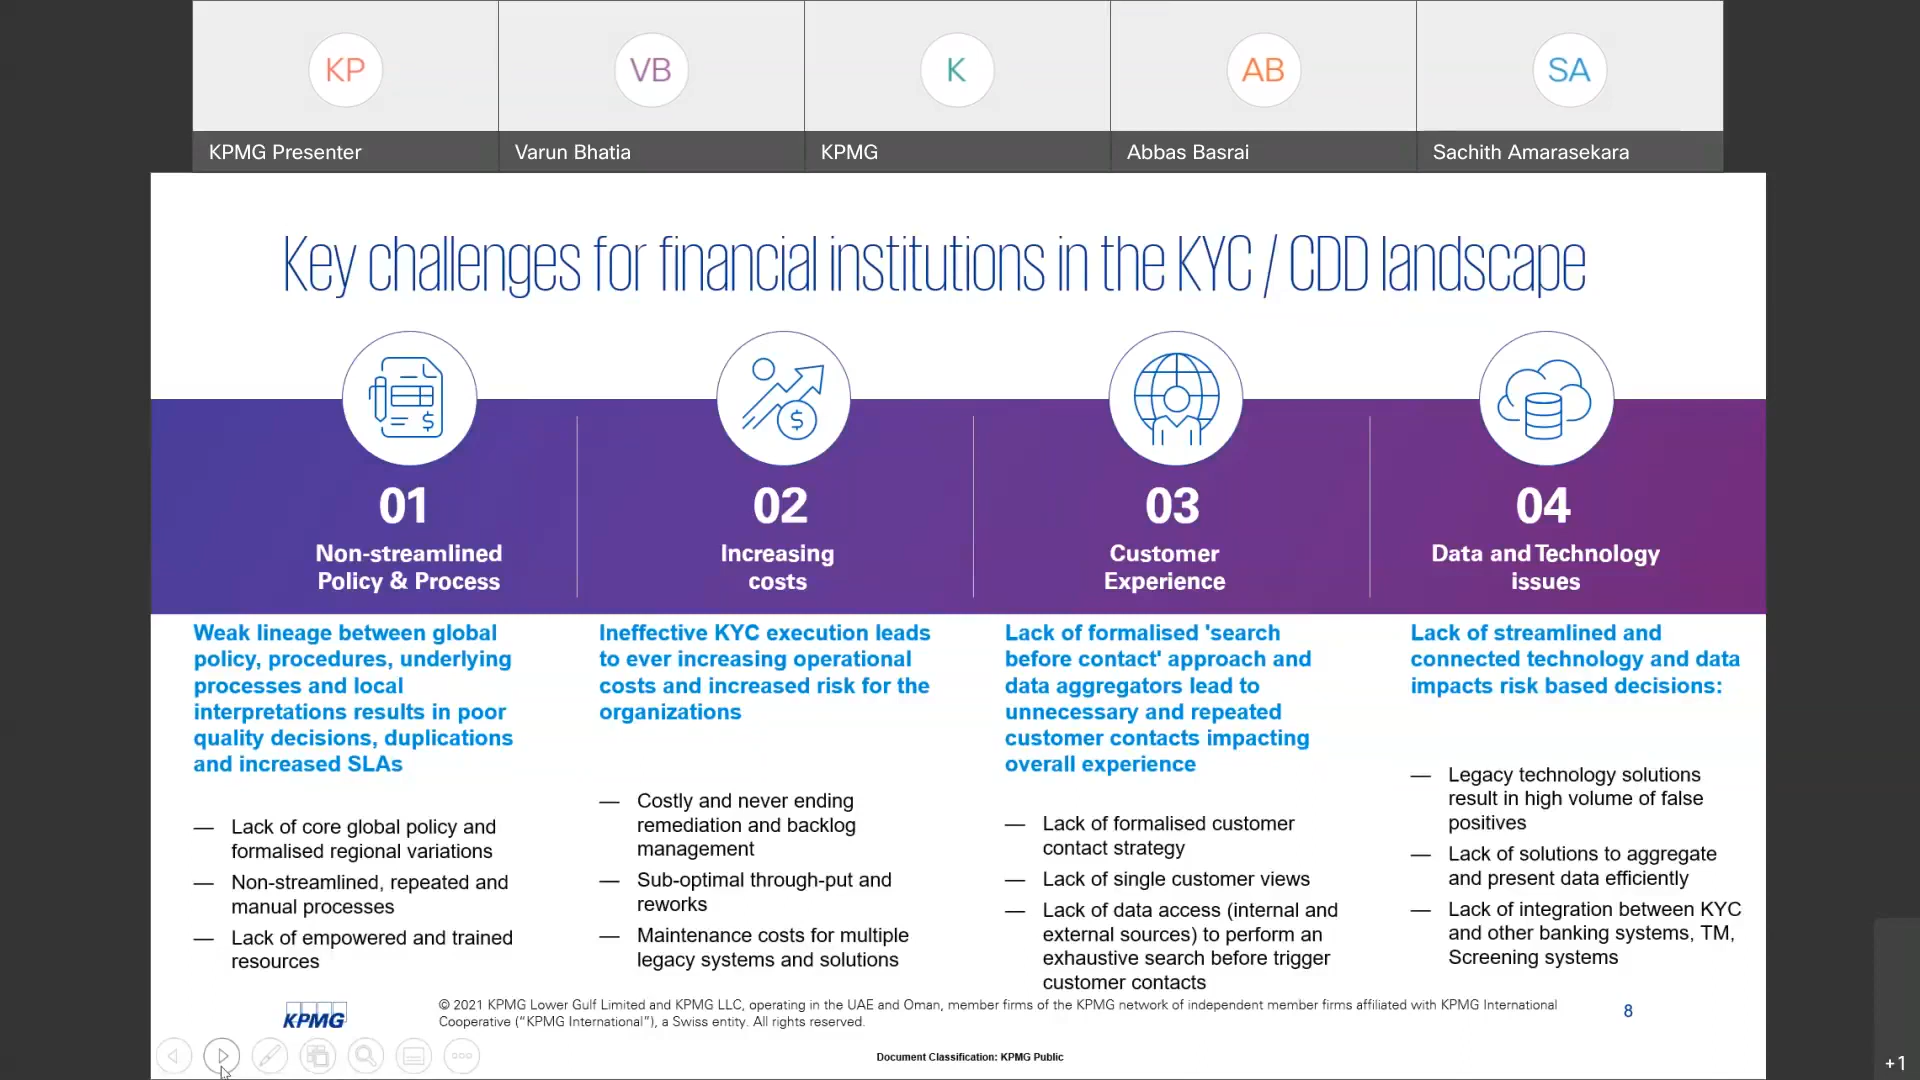 KP
VB
K
AB
SA
KPMG Presenter
Varun Bhatia
KPMG
Abbas Basrai
Sachith Amarasekara
Key challenges for financial institutions in the KYC / CDD landscape
01
Non-streamlined
Policy & Process
02
Increasing
costs
03
Customer
Experience
04
Data and Technology
issues
Weak lineage between global
policy, procedures, underlying
processes and local
interpretations results in poor
quality decisions, duplications
and increased SLAs
— Lack of core global policy and
formalised regional variations
— Non-streamlined, repeated and
manual processes
— Lack of empowered and trained
resources
Ineffective KYC execution leads
to ever increasing operational
costs and increased risk for the
organizations
— Costly and never ending
remediation and backlog
management
— Sub-optimal through-put and
reworks
— Maintenance costs for multiple
legacy systems and solutions
Lack of formalised 'search
before contact' approach and
data aggregators lead to
unnecessary and repeated
customer contacts impacting
overall experience
— Lack of formalised customer
contact strategy
— Lack of single customer views
— Lack of data access (internal and
external sources) to perform an
exhaustive search before trigger
customer contacts
Lack of streamlined and
connected technology and data
impacts risk based decisions:
— Legacy technology solutions
result in high volume of false
positives
— Lack of solutions to aggregate
and present data efficiently
— Lack of integration between KYC
and other banking systems, TM,
Screening systems
KPMG
© 2021 KPMG Lower Gulf Limited and KPMG LLC, operating in the UAE and Oman, member firms of the KPMG network of independent member firms affiliated with KPMG International
Cooperative (“KPMG International”), a Swiss entity. All rights reserved.
8
Document Classification: KPMG Public
+1